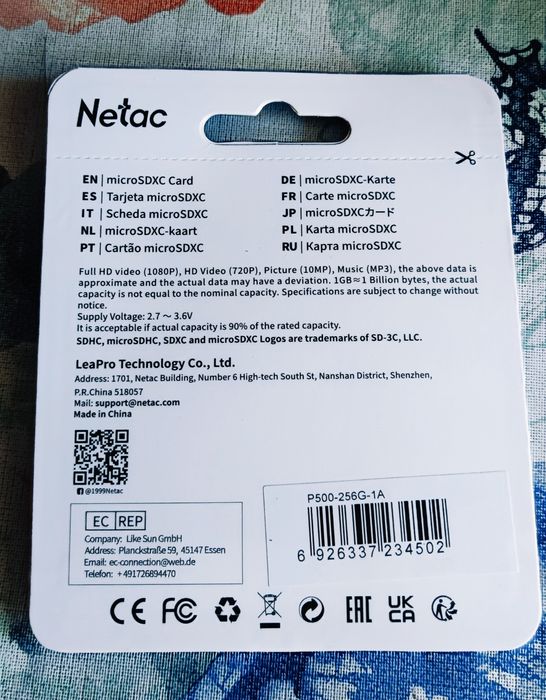 Netac
EN | microSDXC Card
ES | Tarjeta microSDXC
IT | Scheda microSDXC
NL | microSDXC-kaart
PT | Cartão microSDXC
DE | microSDXC-Karte
FR | Carte microSDXC
JP | microSDXCカード
PL | Karta microSDXC
RU | Карта microSDXC
Full HD video (1080P), HD Video (720P), Picture (10MP), Music (MP3), the above data is
approximate and the actual data may have a deviation. 1GB≈1 Billion bytes, the actual
capacity is not equal to the nominal capacity. Specifications are subject to change without
notice.
Supply Voltage: 2.7 ~ 3.6V
It is acceptable if actual capacity is 90% of the rated capacity.
SDHC, microSDHC, SDXC and microSDXC Logos are trademarks of SD-3C, LLC.
LeaPro Technology Co., Ltd.
Address: 1701, Netac Building, Number 6 High-tech South St, Nanshan District, Shenzhen,
P.R.China 518057
Mail: support@netac.com
Made in China
@1999Netac
EC REP
Company: Like Sun GmbH
Address: Planckstraße 59, 45147 Essen
Email: ec-connection@web.de
Telefon: +491726894470
P500-256G-1A
6 926337 234502
CE FC EAC UK CA